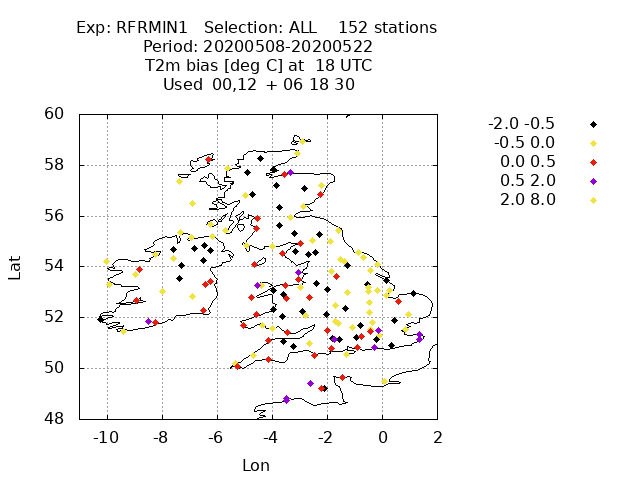 Exp: RFRMIN1 Selection: ALL 152 stations
Period: 20200508-20200522
T2m bias [deg C] at 18 UTC
Used 00,12 + 06 18 30
60
58
56
54
52
50
48
Lat
-10 -8 -6 -4 -2 0 2
Lon
-2.0 -0.5
-0.5 0.0
0.0 0.5
0.5 2.0
2.0 8.0